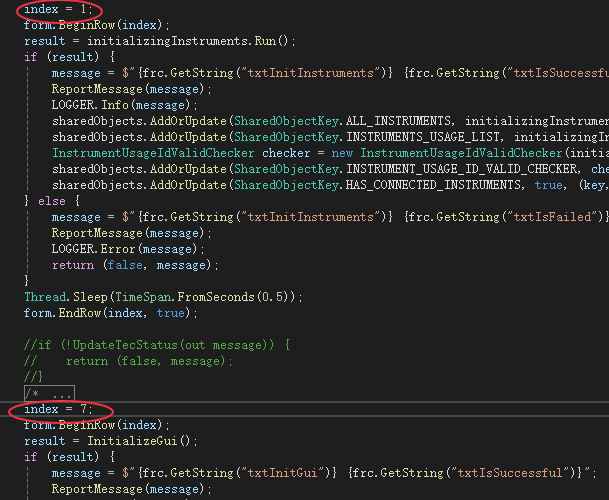 index = 1;
form.BeginRow(index);
result = initializingInstruments.Run();
if (result) {
message = $"{frc.GetString("txtInitInstruments")} {frc.GetString("txtIsSuccessfu
ReportMessage(message);
LOGGER.Info(message);
sharedObjects.AddOrUpdate(SharedObjectKey.ALL_INSTRUMENTS, initializingInstrumen
sharedObjects.AddOrUpdate(SharedObjectKey.INSTRUMENTS_USAGE_LIST, initializingIn
InstrumentUsageIdValidChecker checker = new InstrumentUsageIdValidChecker(initia
sharedObjects.AddOrUpdate(SharedObjectKey.INSTRUMENT_USAGE_ID_VALID_CHECKER, che
sharedObjects.AddOrUpdate(SharedObjectKey.HAS_CONNECTED_INSTRUMENTS, true, (key,
} else {
message = $"{frc.GetString("txtInitInstruments")} {frc.GetString("txtIsFailed")}
ReportMessage(message);
LOGGER.Error(message);
return (false, message);
}
Thread.Sleep(TimeSpan.FromSeconds(0.5));
form.EndRow(index, true);
//if (!UpdateTecStatus(out message)) {
//    return (false, message);
//}
/* ...
index = 7;
form.BeginRow(index);
result = InitializeGui();
if (result) {
message = $"{frc.GetString("txtInitGui")} {frc.GetString("txtIsSuccessful")}";
ReportMessage(message);